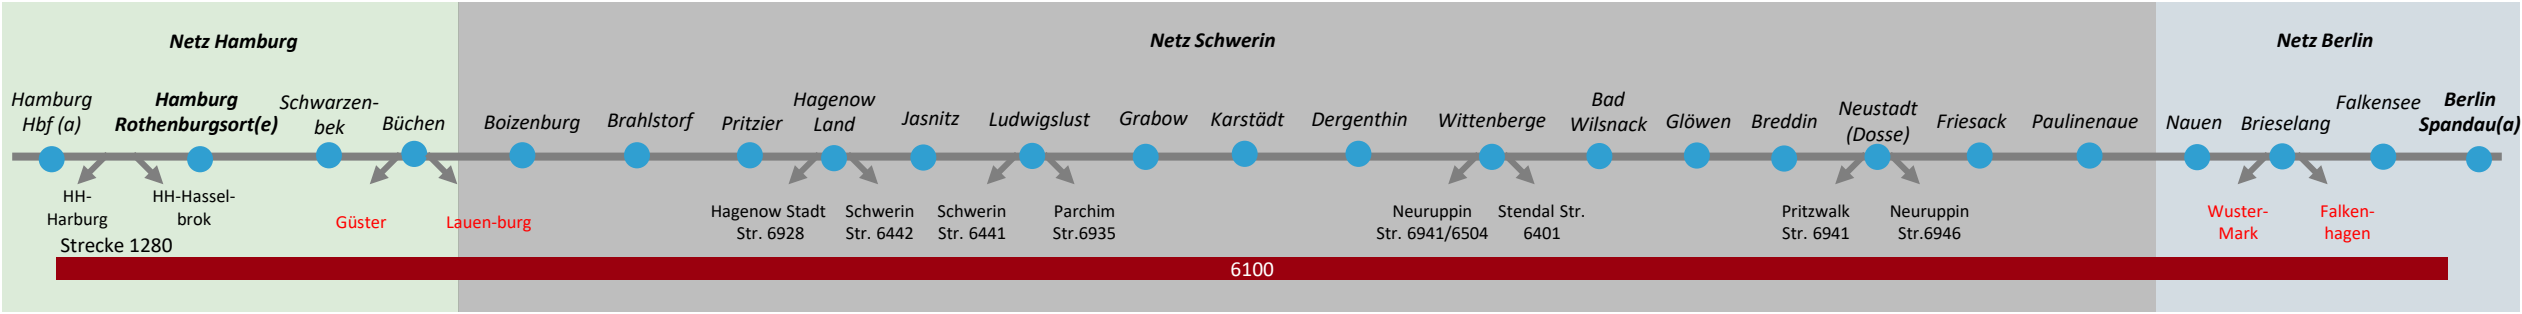 Netz Hamburg
Netz Schwerin
Netz Berlin
Hamburg
Hbf (a)
Hamburg
Rothenburgsort(e)
Schwarzen-
bek
Büchen
Boizenburg
Brahlstorf
Pritzier
Hagenow
Land
Jasnitz
Ludwigslust
Grabow
Karstädt
Dergenthin
Wittenberge
Bad
Wilsnack
Glöwen
Breddin
Neustadt
(Dosse)
Friesack
Paulinenaue
Nauen
Brieselang
Falkensee
Berlin
Spandau(a)
HH-
Harburg
HH-Hassel-
brok
Güster
Lauen-burg
Hagenow Stadt
Str. 6928
Schwerin
Str. 6442
Schwerin
Str. 6441
Parchim
Str.6935
Neuruppin
Str. 6941/6504
Stendal Str.
6401
Pritzwalk
Str. 6941
Neuruppin
Str.6946
Wuster-
Mark
Falken-
hagen
Strecke 1280
6100